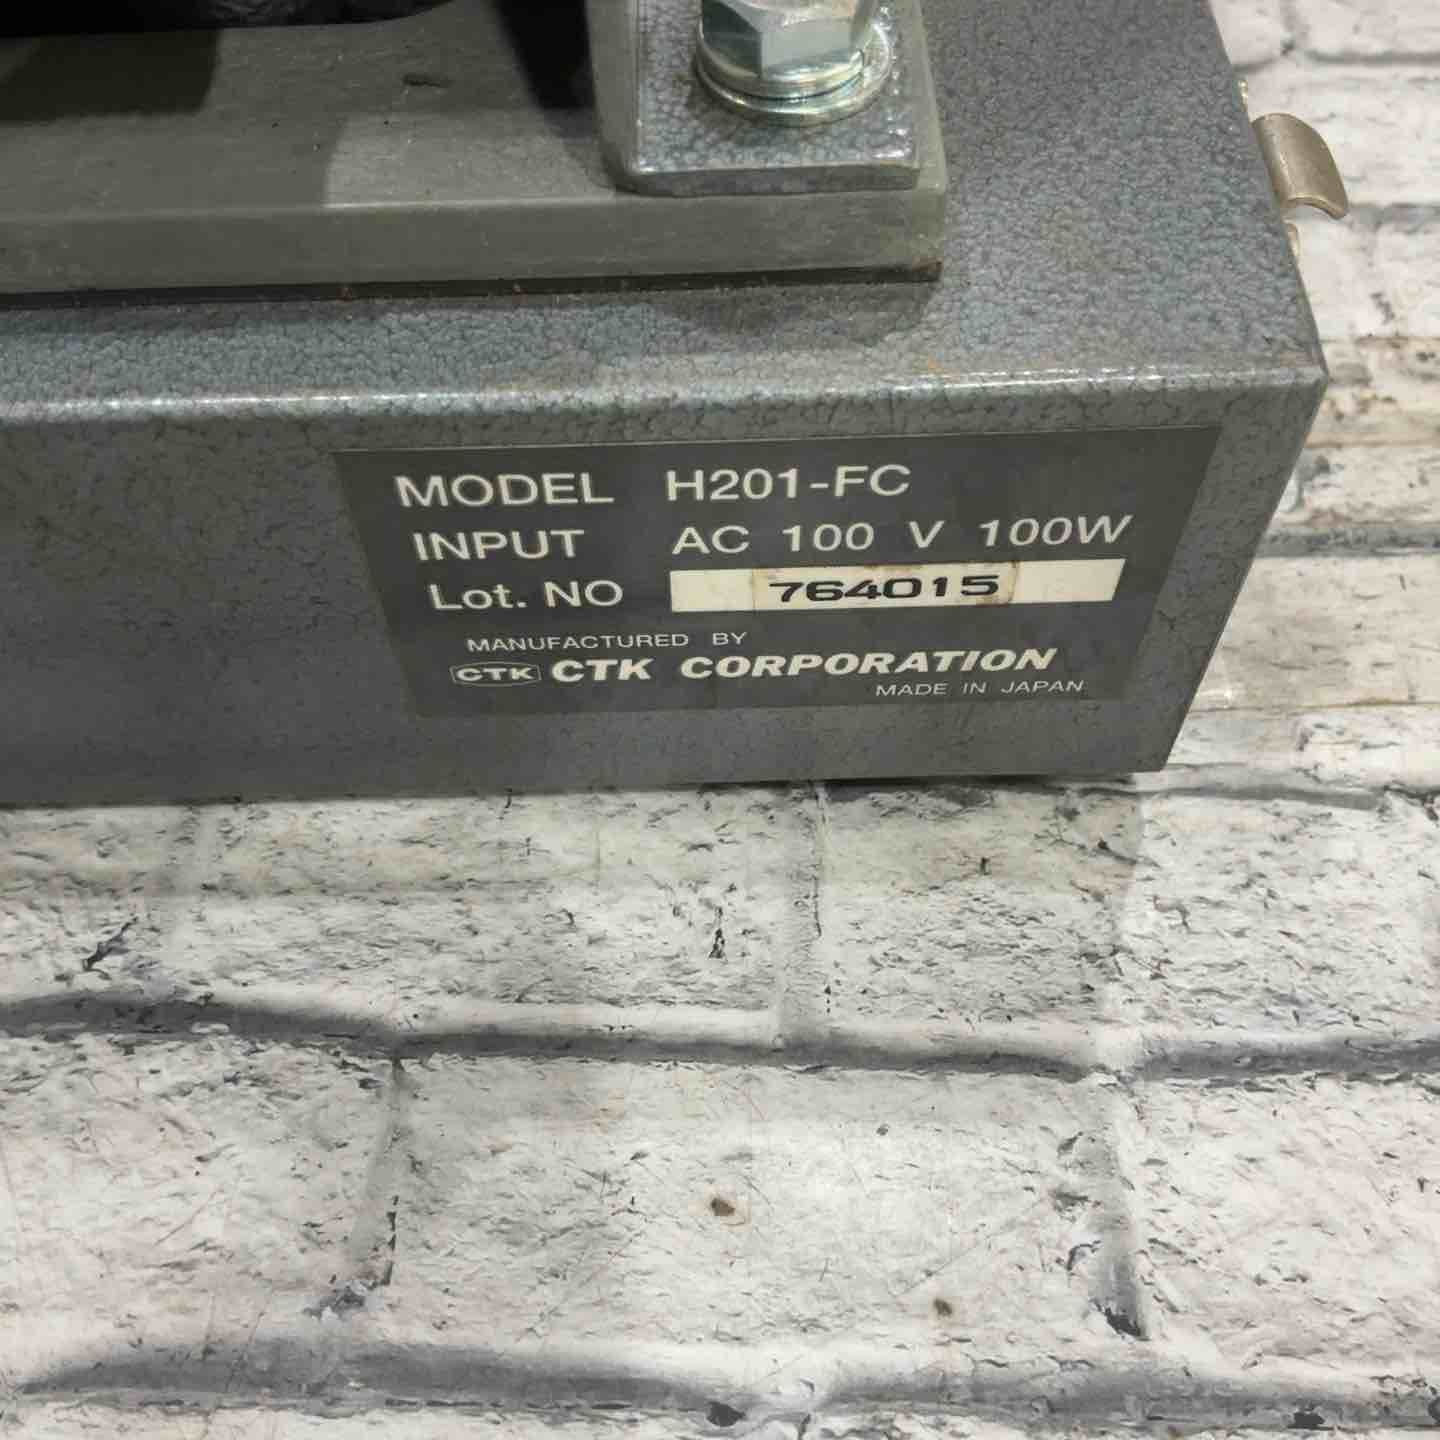 MODEL H201-FC
INPUT AC 100 V 100W
Lot. NO 764015
MANUFACTURED BY
CTK CTK CORPORATION
MADE IN JAPAN